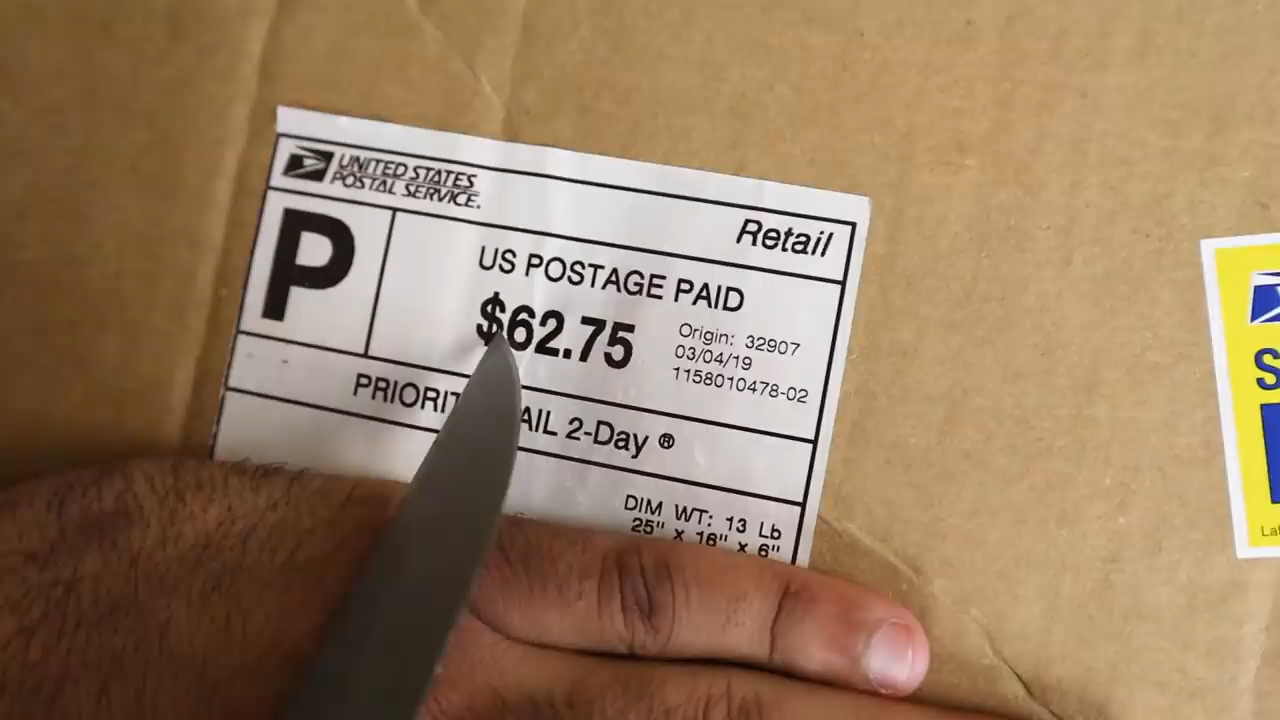 UNITED STATES
POSTAL SERVICE.
Retail
P
US POSTAGE PAID
$62.75
Origin: 32907
03/04/19
1158010478-02
AIL 2-Day ®
DIM WT: 13 Lb
25" x 16" x 6"
S